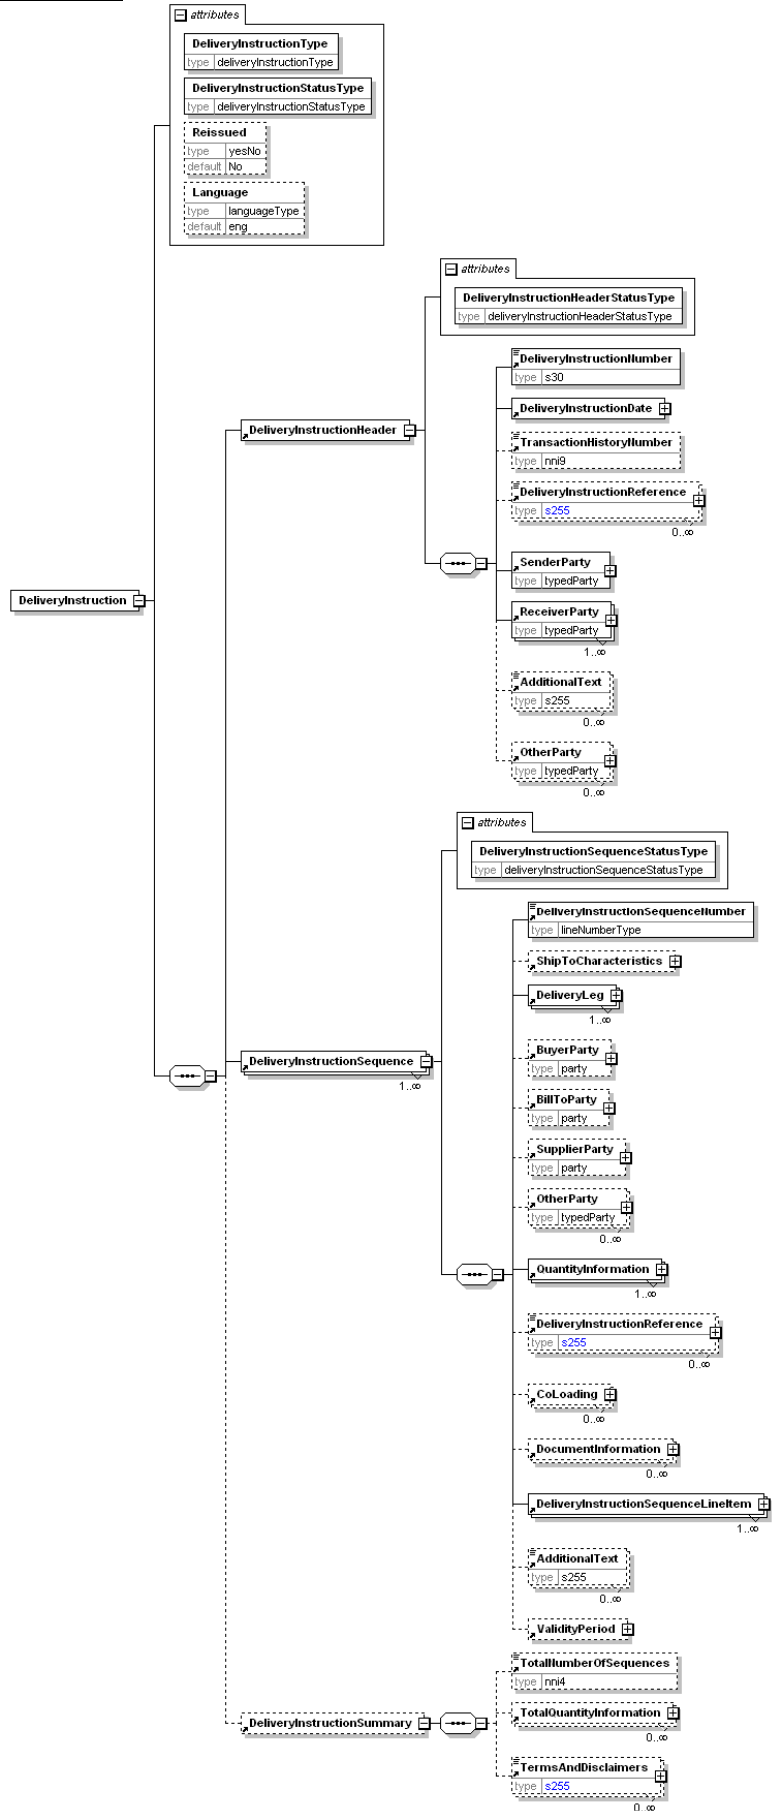 attributes
DeliveryInstructionType
type deliveryInstructionType
DeliveryInstructionStatusType
type deliveryInstructionStatusType
Reissued
type yesNo
default No
Language
type languageType
default eng
attributes
DeliveryInstructionHeaderStatusType
type deliveryInstructionHeaderStatusType
DeliveryInstructionNumber
type s30
DeliveryInstructionHeader
DeliveryInstructionDate
TransactionHistoryNumber
type nni9
DeliveryInstructionReference
type s255
0..∞
SenderParty
type typedParty
DeliveryInstruction
ReceiverParty
type typedParty
1..∞
AdditionalText
type s255
0..∞
OtherParty
type typedParty
0..∞
attributes
DeliveryInstructionSequenceStatusType
type deliveryInstructionSequenceStatusType
DeliveryInstructionSequenceNumber
type lineNumberType
ShipToCharacteristics
DeliveryLeg
1..∞
DeliveryInstructionSequence
1..∞
BuyerParty
type party
BillToParty
type party
SupplierParty
type party
OtherParty
type typedParty
0..∞
QuantityInformation
1..∞
DeliveryInstructionReference
type s255
0..∞
CoLoading
0..∞
DocumentInformation
0..∞
DeliveryInstructionSequenceLineItem
1..∞
AdditionalText
type s255
0..∞
ValidityPeriod
TotalNumberOfSequences
type nni4
DeliveryInstructionSummary
TotalQuantityInformation
0..∞
TermsAndDisclaimers
type s255
0..∞